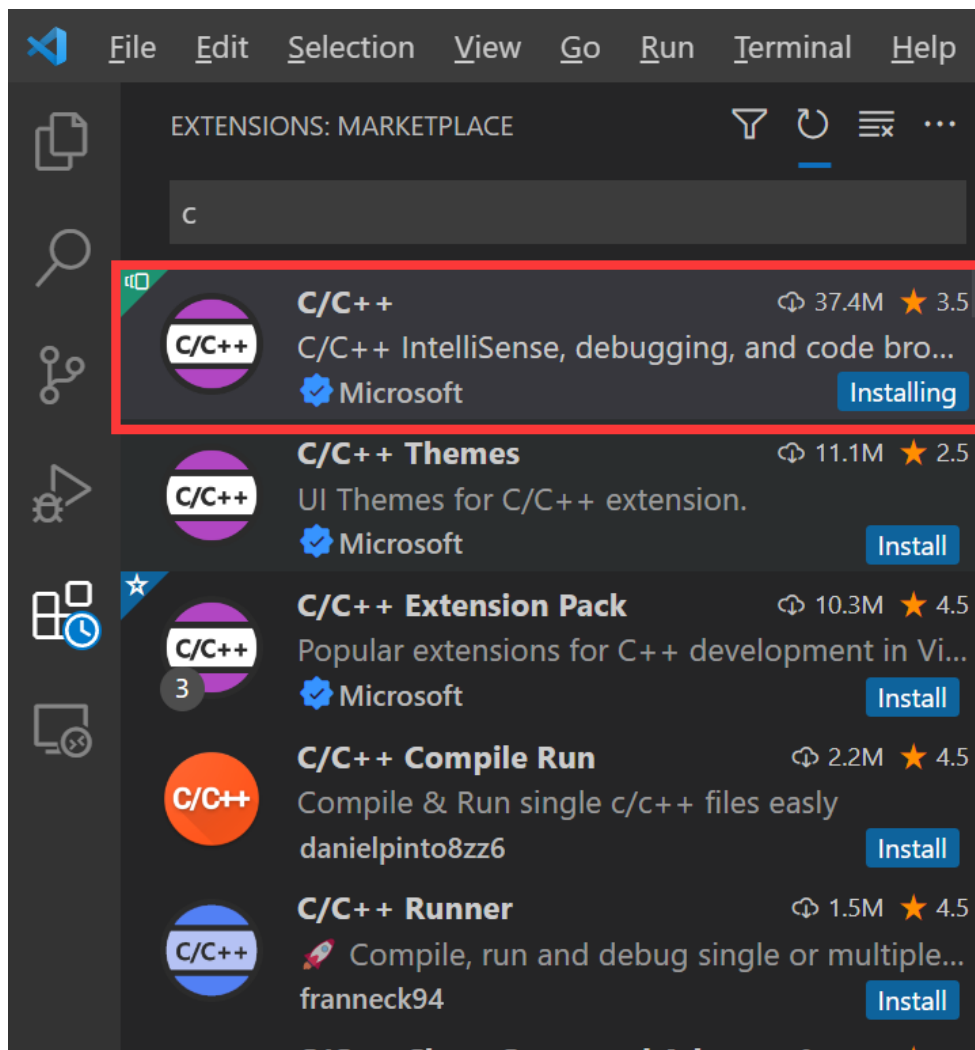 File Edit Selection View Go Run Terminal Help
EXTENSIONS: MARKETPLACE
c
C/C++ 37.4M 3.5
C/C++
C/C++ IntelliSense, debugging, and code bro...
Microsoft Installing
C/C++ Themes 11.1M 2.5
C/C++
UI Themes for C/C++ extension.
Microsoft Install
C/C++ Extension Pack 10.3M 4.5
C/C++
Popular extensions for C++ development in Vi...
3
Microsoft Install
C/C++ Compile Run 2.2M 4.5
C/C++
Compile & Run single c/c++ files easly
danielpinto8zz6 Install
C/C++ Runner 1.5M 4.5
C/C++
🚀 Compile, run and debug single or multiple...
franneck94 Install